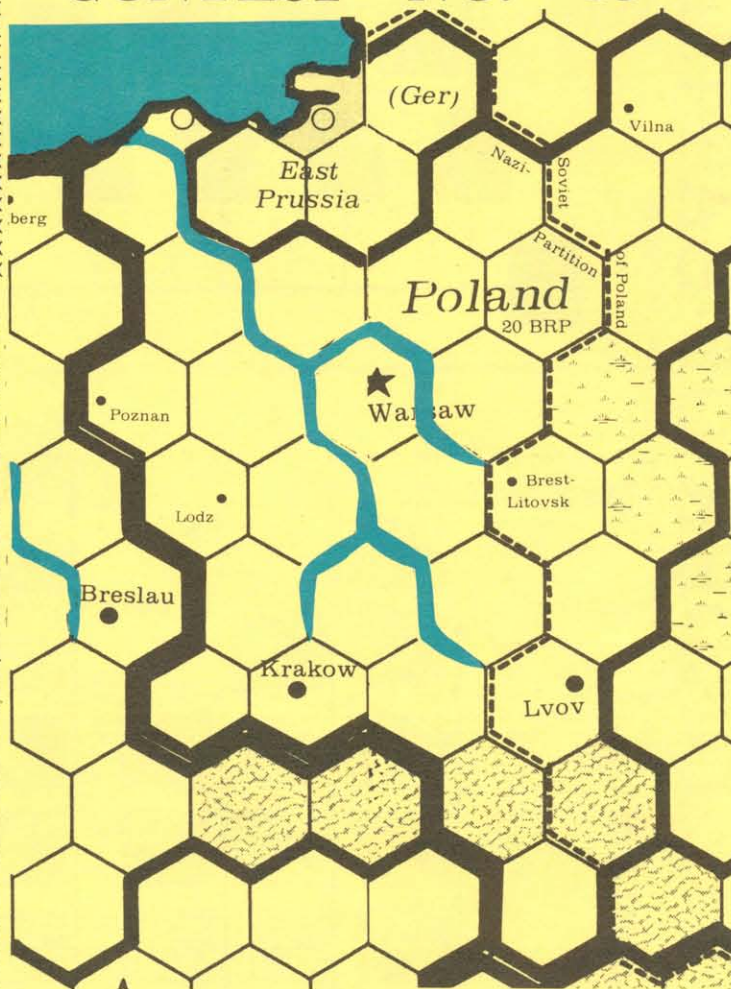 (Ger)
Vilna
Nazi-
Soviet
East
Prussia
berg
Partition
of Poland
Poland
20 BRP
Warsaw
Poznan
Brest-
Litovsk
Lodz
Breslau
Krakow
Lvov